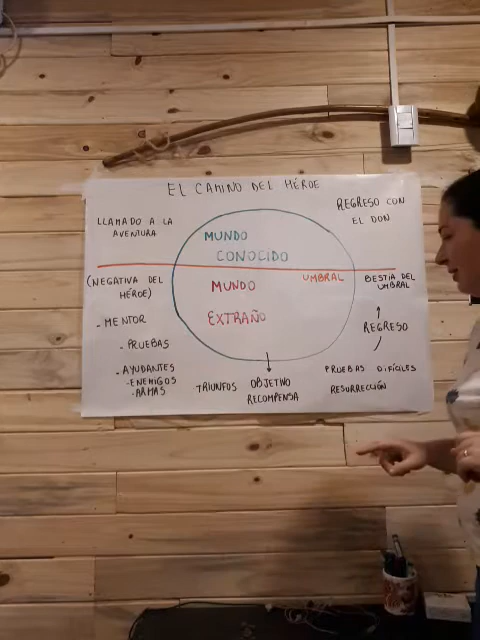 EL CAMINO DEL HÉROE
LLAMADO A LA
AVENTURA
REGRESO CON
EL DON
MUNDO
CONOCIDO
(NEGATIVA DEL
HÉROE)
MUNDO
EXTRAÑO
UMBRAL
BESTIA DEL
UMBRAL
- MENTOR
- PRUEBAS
REGRESO
- AYUDANTES
- ENEMIGOS
- ARMAS
TRIUNFOS
OBJETIVO
RECOMPENSA
PRUEBAS DIFÍCILES
RESURRECCIÓN